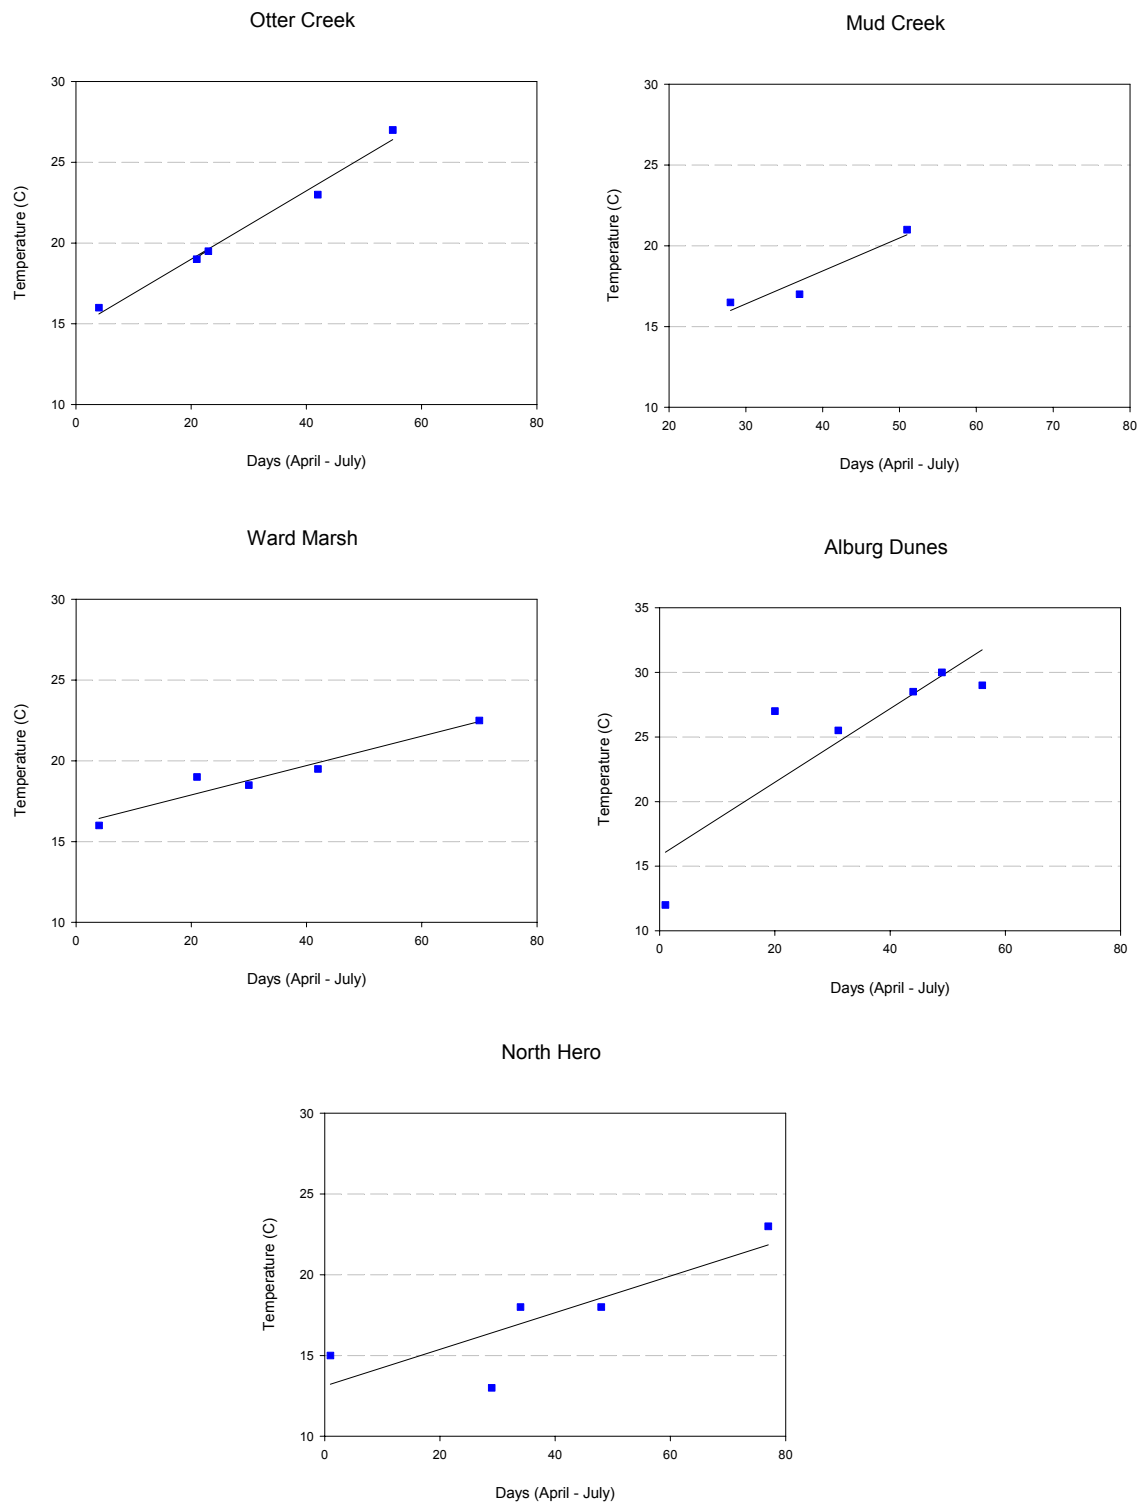 Otter Creek
30
25
20
15
10
0 20 40 60 80
Temperature (C)
Days (April - July)
Mud Creek
30
25
20
15
10
20 30 40 50 60 70 80
Temperature (C)
Days (April - July)
Ward Marsh
30
25
20
15
10
0 20 40 60 80
Temperature (C)
Days (April - July)
Alburg Dunes
35
30
25
20
15
10
0 20 40 60 80
Temperature (C)
Days (April - July)
North Hero
30
25
20
15
10
0 20 40 60 80
Temperature (C)
Days (April - July)